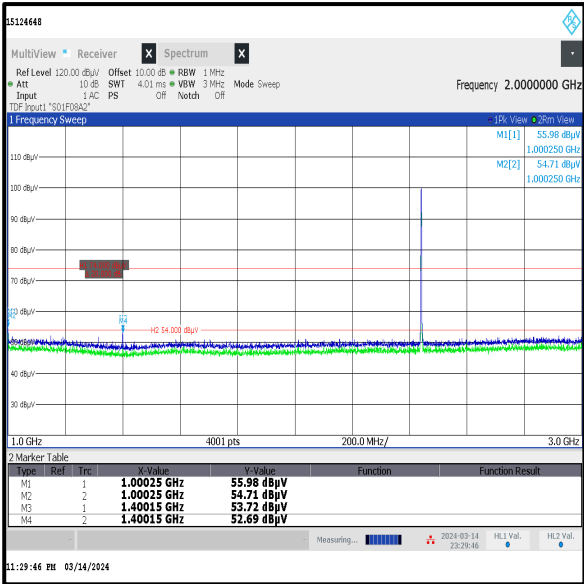 15124648
MultiView Receiver X Spectrum X
Ref Level 120.00 dBµV Offset 10.00 dB RBW 1 MHz
Att 10 dB SWT 4.01 ms VBW 3 MHz Mode Sweep Frequency 2.0000000 GHz
Input 1 AC PS Off Notch Off
TDF Input1 "S01F08A2"
1 Frequency Sweep 1Pk View 2Rm View
M1[1] 55.98 dBµV
1.000250 GHz
M2[2] 54.71 dBµV
1.000250 GHz
110 dBµV
100 dBµV
90 dBµV
80 dBµV
70 dBµV
H2 54.000 dBµV
40 dBµV
30 dBµV
1.0 GHz 4001 pts 200.0 MHz/ 3.0 GHz
2 Marker Table
Type Ref Trc X-Value Y-Value Function Function Result
M1 1 1.00025 GHz 55.98 dBµV
M2 2 1.00025 GHz 54.71 dBµV
M3 1 1.40015 GHz 53.72 dBµV
M4 2 1.40015 GHz 52.69 dBµV
Measuring... 2024-03-14 HL1 Val. HL2 Val.
23:29:46
11:29:46 PM 03/14/2024